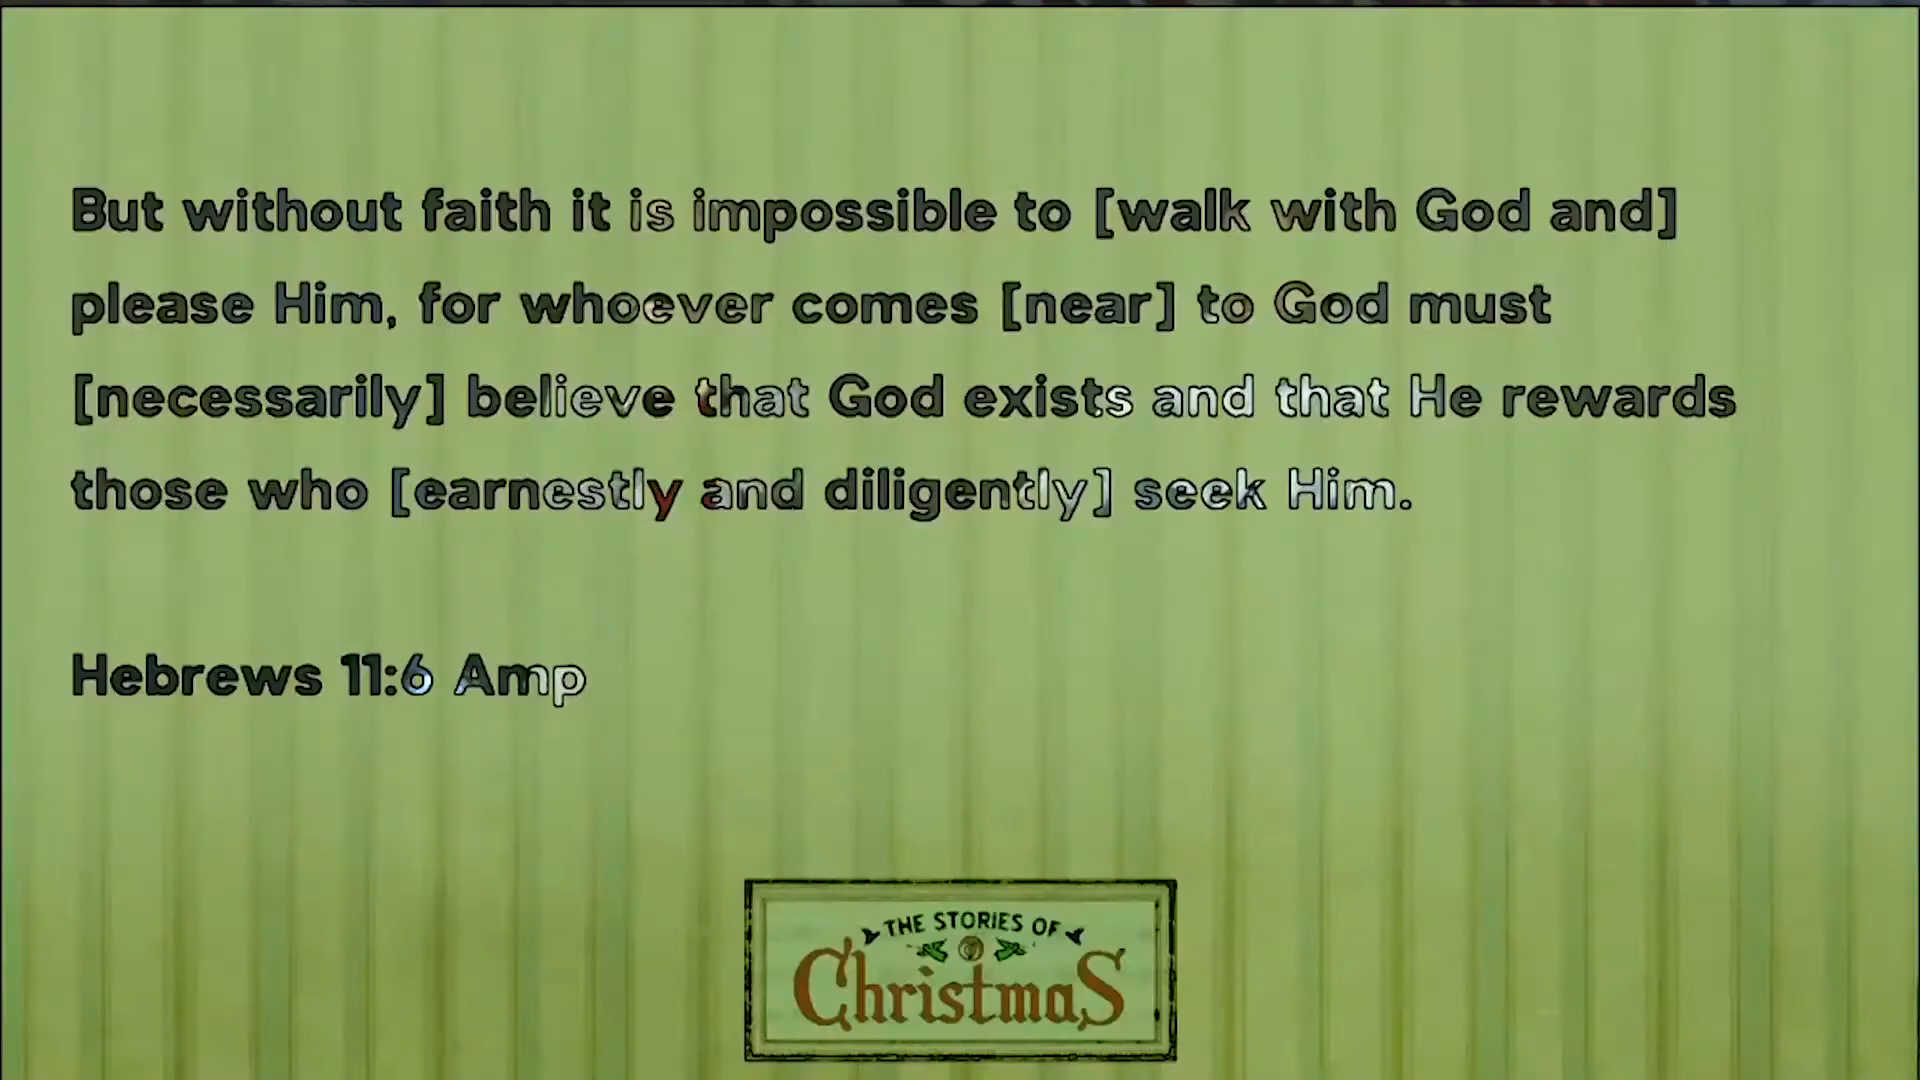 But without faith it is impossible to [walk with God and]
please Him, for whoever comes [near] to God must
[necessarily] believe that God exists and that He rewards
those who [earnestly and diligently] seek Him.
Hebrews 11:6 Amp
THE STORIES OF
Christmas